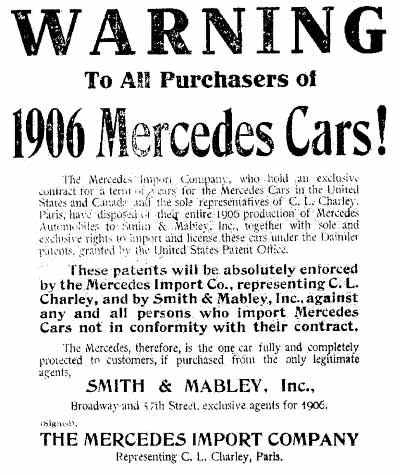 WARNING
To All Purchasers of
1906 Mercedes Cars!
The Mercedes Import Company, who hold an exclusive
contract for a term of years for the Mercedes Cars in the United
States and Canada and the sole representatives of C. L. Charley,
Paris, have disposed of their entire 1906 production of Mercedes
Automobiles to Smith & Mabley, Inc., together with sole and
exclusive rights to import and license these cars under the Daimler
patents, granted by the United States Patent Office.
These patents will be absolutely enforced
by the Mercedes Import Co., representing C. L.
Charley, and by Smith & Mabley, Inc., against
any and all persons who import Mercedes
Cars not in conformity with their contract.
The Mercedes, therefore, is the one car fully and completely
protected to customers, if purchased from the only legitimate
agents,
SMITH & MABLEY, Inc.,
Broadway and 57th Street, exclusive agents for 1906.
(Signed),
THE MERCEDES IMPORT COMPANY
Representing C. L. Charley, Paris.